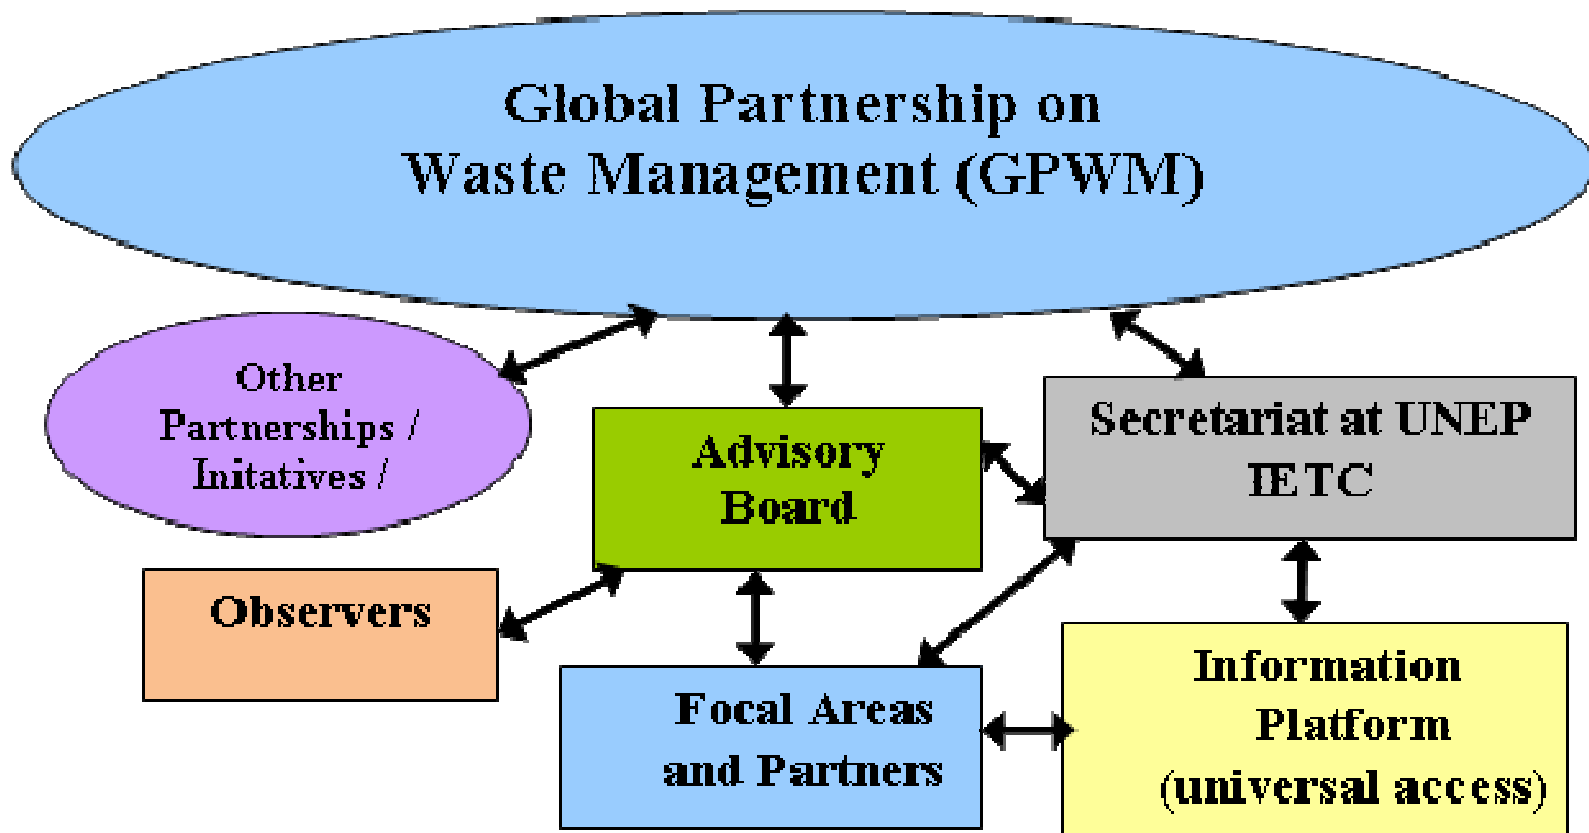 Global Partnership on
Waste Management (GPWM)
Other
Partnerships /
Initatives /
Advisory
Board
Secretariat at UNEP
IETC
Observers
Focal Areas
and Partners
Information
Platform
(universal access)